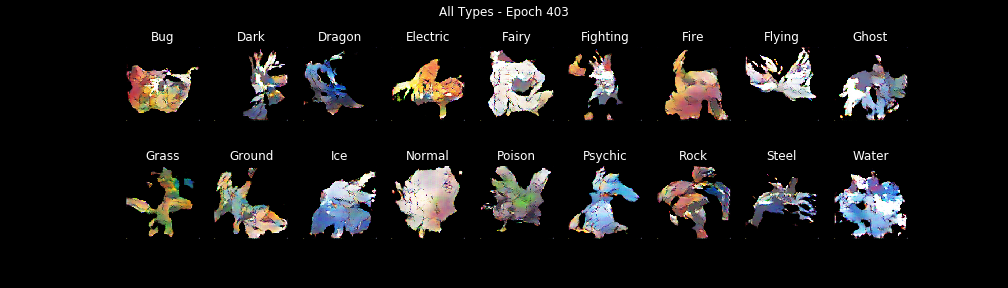 All Types - Epoch 403
Bug Dark Dragon Electric Fairy Fighting Fire Flying Ghost
Grass Ground Ice Normal Poison Psychic Rock Steel Water